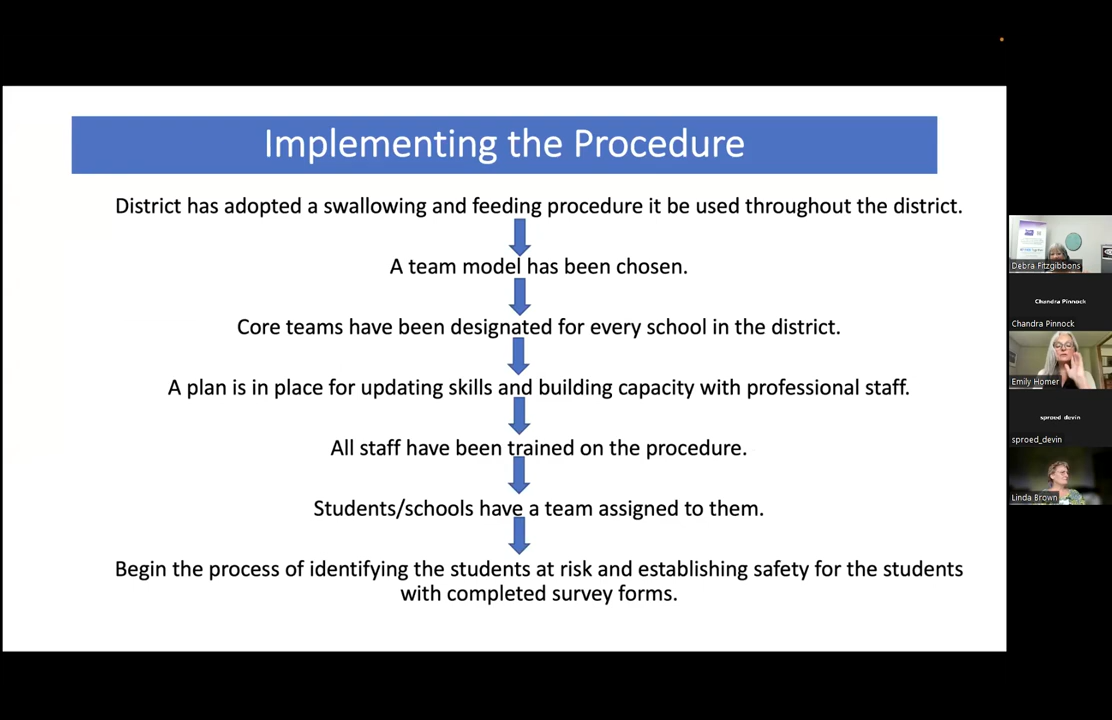 Implementing the Procedure
District has adopted a swallowing and feeding procedure it be used throughout the district.
A team model has been chosen.
Core teams have been designated for every school in the district.
A plan is in place for updating skills and building capacity with professional staff.
All staff have been trained on the procedure.
Students/schools have a team assigned to them.
Begin the process of identifying the students at risk and establishing safety for the students
with completed survey forms.
Debra Fitzgibbons
Chandra Pinnock
Chandra Pinnock
Emily Homer
sproed_devin
sproed_devin
Linda Brown